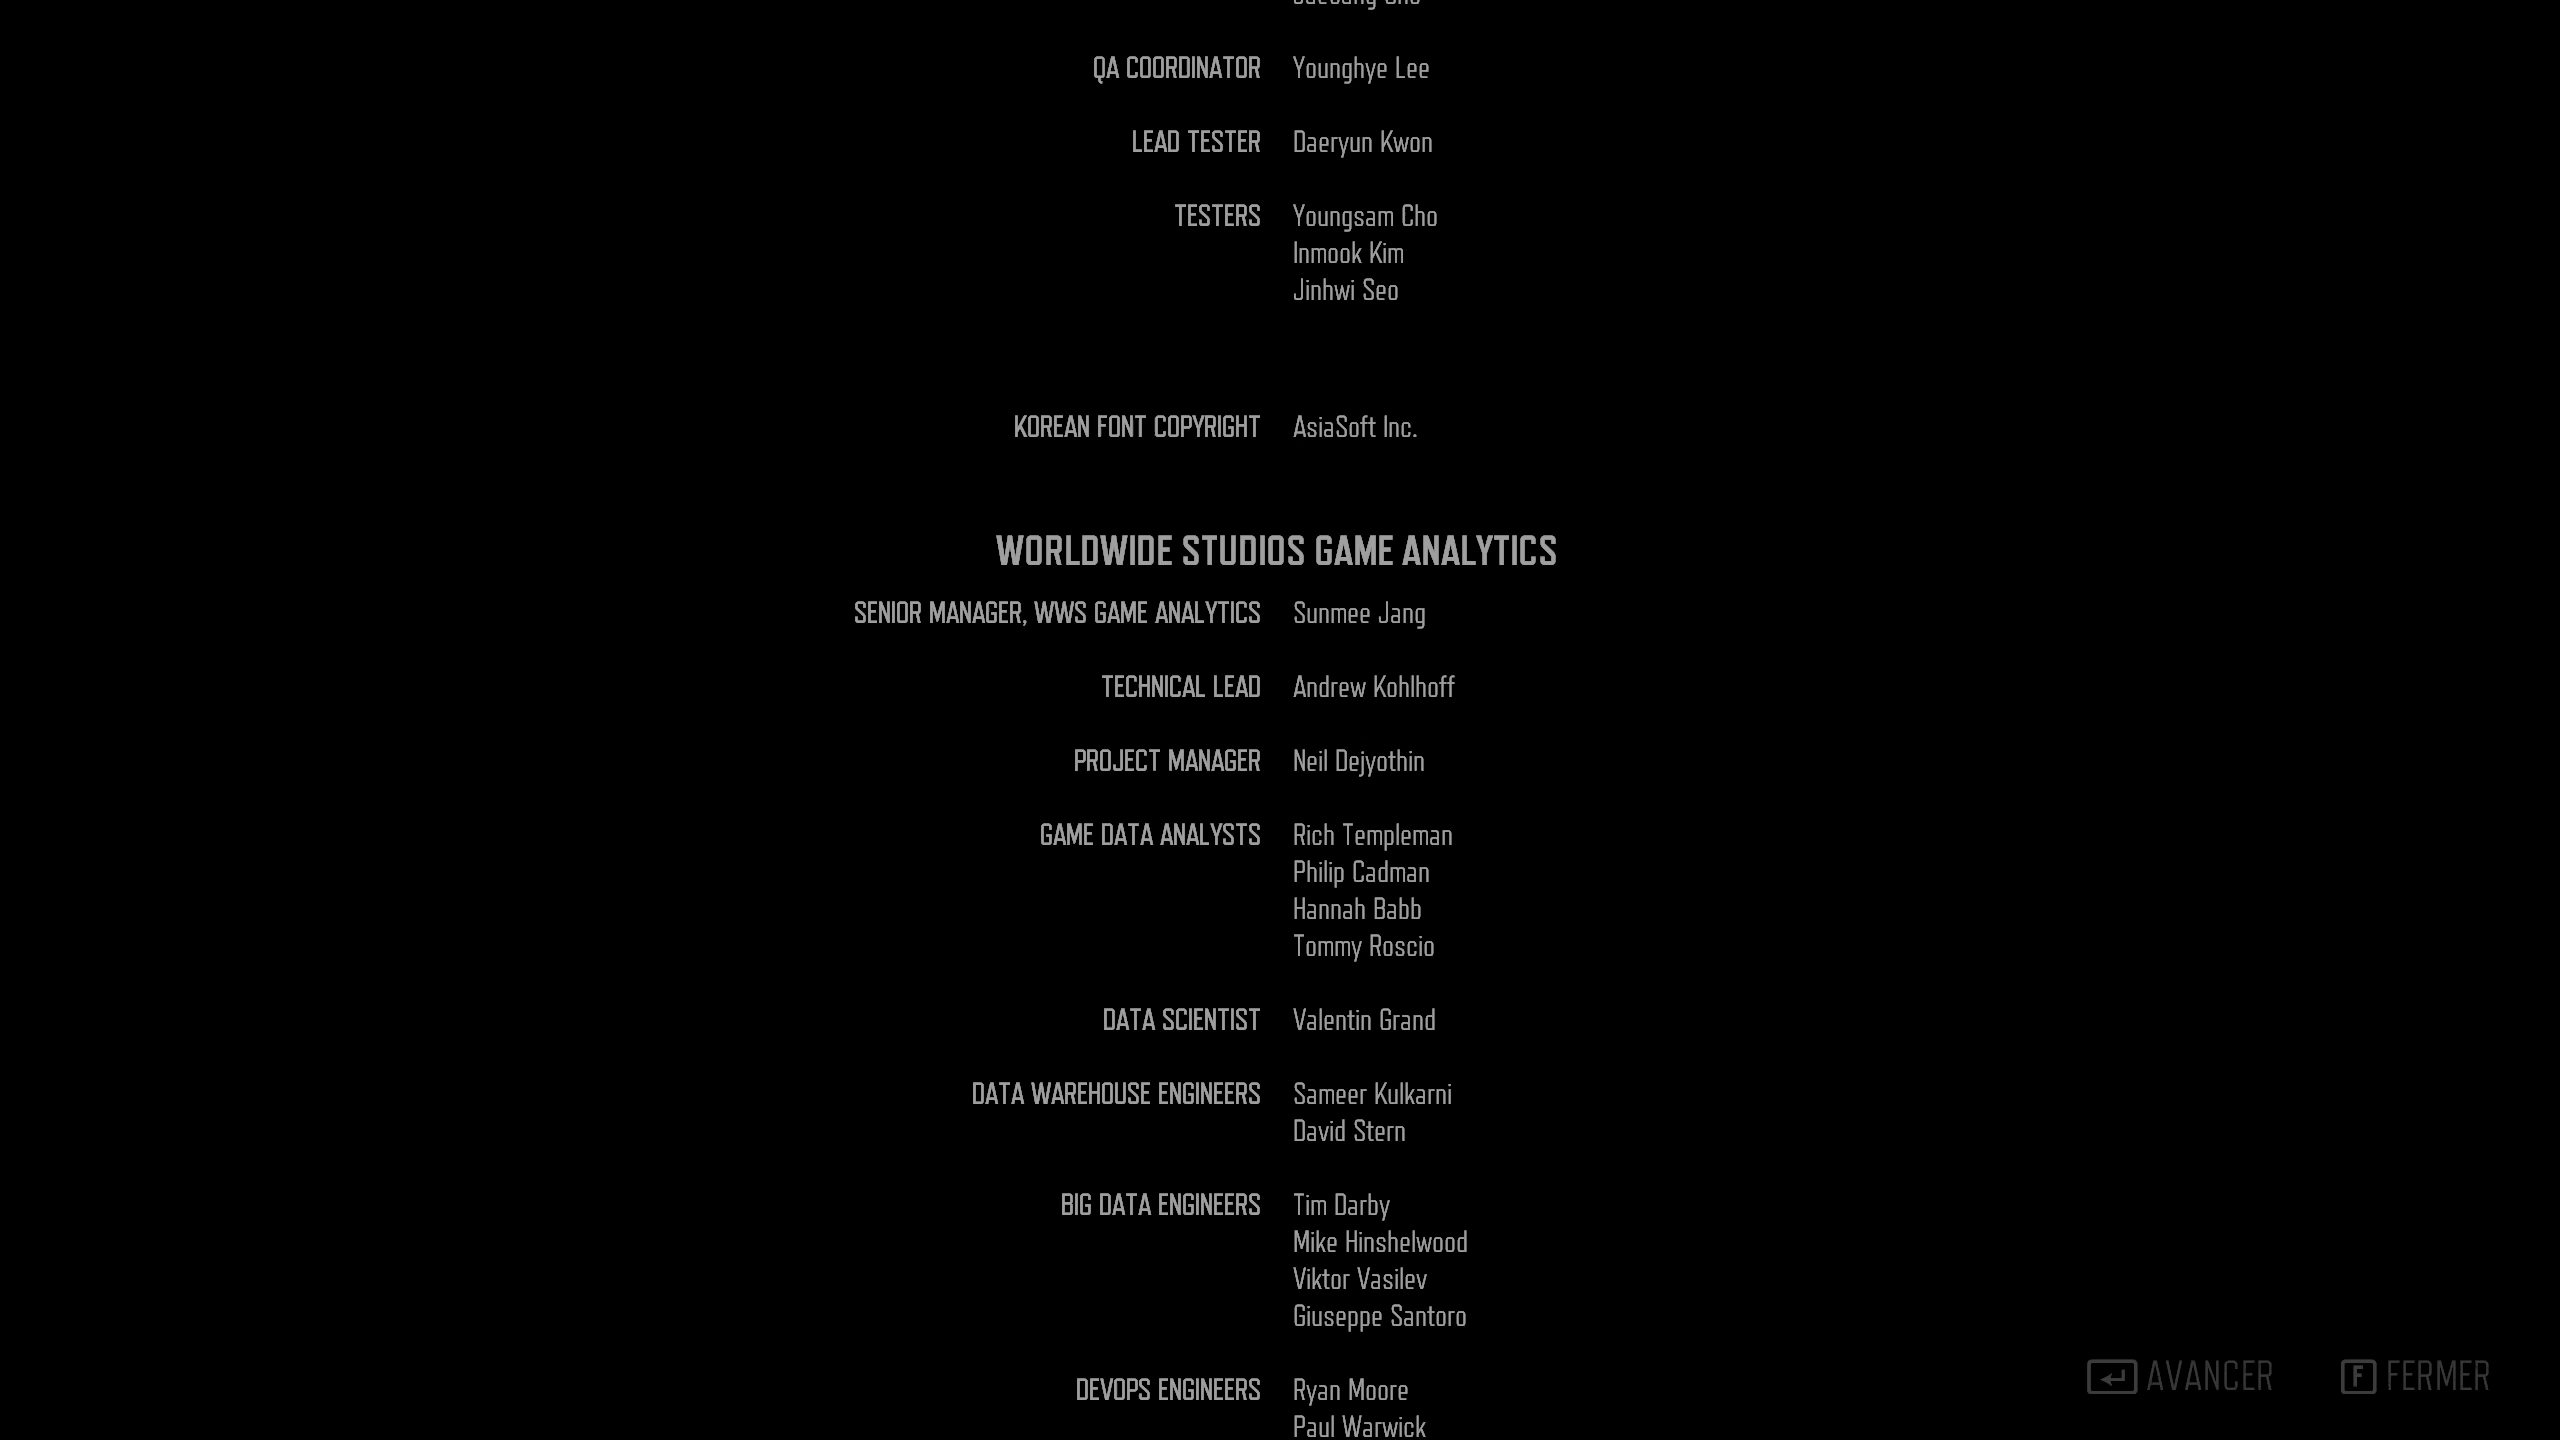 QA COORDINATOR Younghye Lee
LEAD TESTER Daeryun Kwon
TESTERS Youngsam Cho
Inmook Kim
Jinhwi Seo
KOREAN FONT COPYRIGHT AsiaSoft Inc.
WORLDWIDE STUDIOS GAME ANALYTICS
SENIOR MANAGER, WWS GAME ANALYTICS Sunmee Jang
TECHNICAL LEAD Andrew Kohlhoff
PROJECT MANAGER Neil Dejyothin
GAME DATA ANALYSTS Rich Templeman
Philip Cadman
Hannah Babb
Tommy Roscio
DATA SCIENTIST Valentin Grand
DATA WAREHOUSE ENGINEERS Sameer Kulkarni
David Stern
BIG DATA ENGINEERS Tim Darby
Mike Hinshelwood
Viktor Vasilev
Giuseppe Santoro
DEVOPS ENGINEERS Ryan Moore
Paul Warwick
AVANCER F FERMER